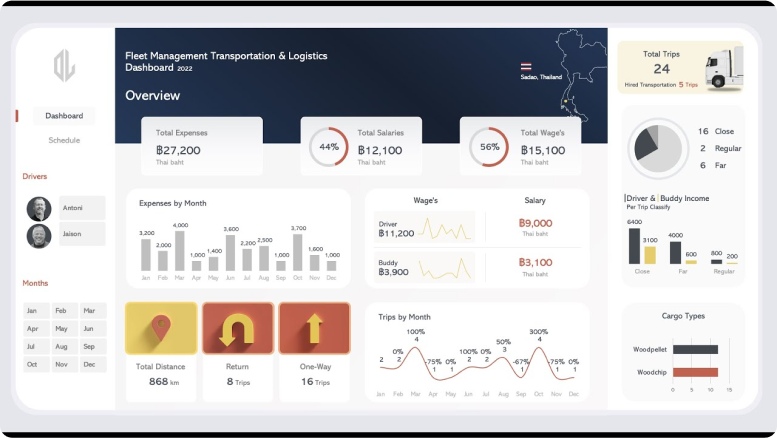 DL
Dashboard
Schedule
Drivers
Antoni
Jaison
Months
Jan Feb Mar
Apr May Jun
Jul Aug Sep
Oct Nov Dec
Fleet Management Transportation & Logistics
Dashboard 2022
Overview
Sadao, Thailand
Total Expenses
฿27,200
Thai baht
44%
Total Salaries
฿12,100
Thai baht
56%
Total Wage's
฿15,100
Thai baht
Expenses by Month
3,200 2,000 4,000 1,000 1,400 3,600 2,200 2,500 1,000 3,700 1,600 1,000
Jan Feb Mar Apr May Jun Jul Aug Sep Oct Nov Dec
Wage's Salary
Driver
฿11,200
฿9,000
Thai baht
Buddy
฿3,900
฿3,100
Thai baht
Total Distance
868 km
Return
8 Trips
One-Way
16 Trips
Trips by Month
2
0%
2
100%
4
-75%
1
0%
1
100%
2
0%
2
50%
3
-67%
1
300%
4
-75%
1
0%
1
Jan Feb Mar Apr May Jun Jul Aug Sep Oct Nov Dec
Total Trips
24
Hired Transportation 5 Trips
16 Close
2 Regular
6 Far
Driver & Buddy Income
Per Trip Classify
6400 3100 4000 600 800 200
Close Far Regular
Cargo Types
Woodpellet
Woodchip
0 5 10 15